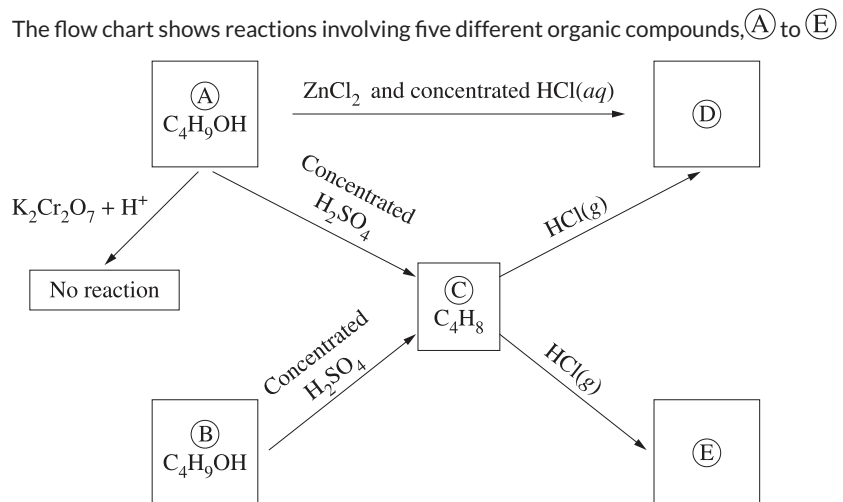 The flow chart shows reactions involving five different organic compounds, Ⓐ to Ⓔ
Ⓐ
C₄H₉OH
ZnCl₂ and concentrated HCl(aq)
Ⓓ
K₂Cr₂O₇ + H⁺
Concentrated
H₂SO₄
HCl(g)
No reaction
Ⓒ
C₄H₈
Concentrated
H₂SO₄
HCl(g)
Ⓑ
C₄H₉OH
Ⓔ